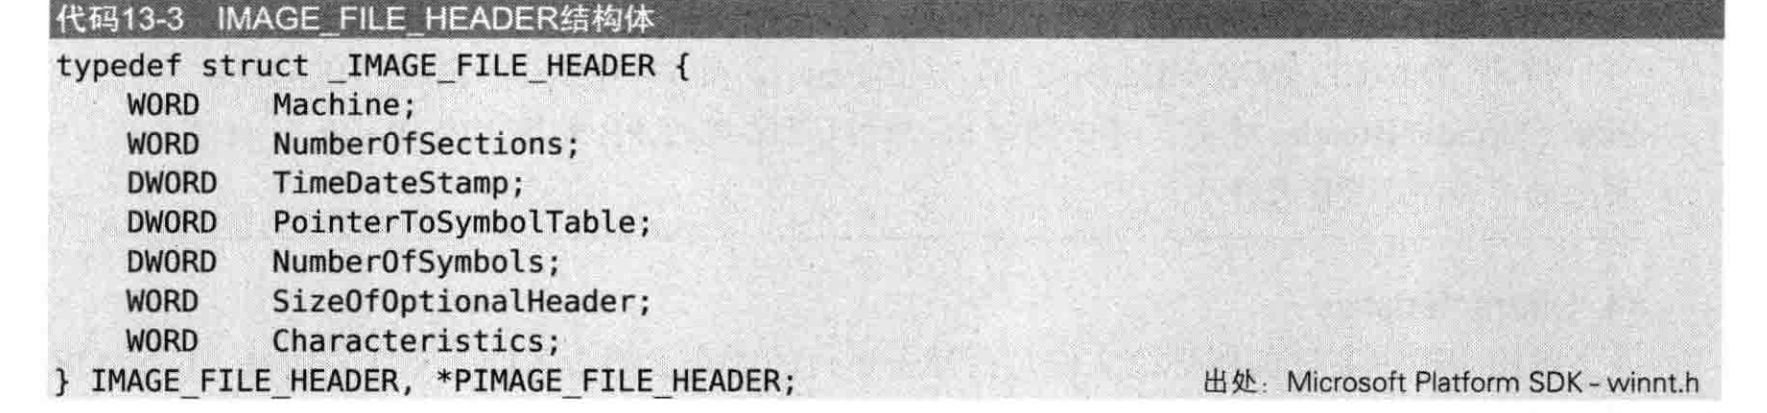 代码13-3 IMAGE_FILE_HEADER结构体
typedef struct _IMAGE_FILE_HEADER {
    WORD    Machine;
    WORD    NumberOfSections;
    DWORD   TimeDateStamp;
    DWORD   PointerToSymbolTable;
    DWORD   NumberOfSymbols;
    WORD    SizeOfOptionalHeader;
    WORD    Characteristics;
} IMAGE_FILE_HEADER, *PIMAGE_FILE_HEADER;
出处：Microsoft Platform SDK - winnt.h